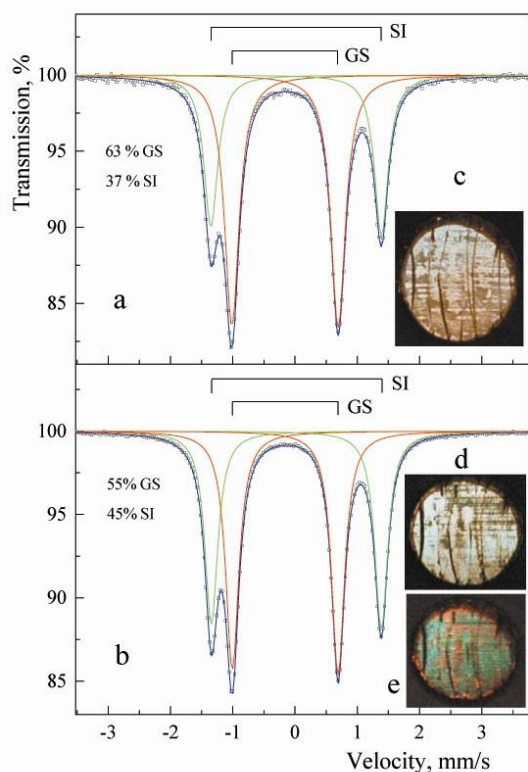 SI
GS
Transmission, %
100
95
90
85
63 % GS
37 % SI
c
a
SI
GS
100
95
90
85
55% GS
45% SI
d
b
e
-3 -2 -1 0 1 2 3
Velocity, mm/s